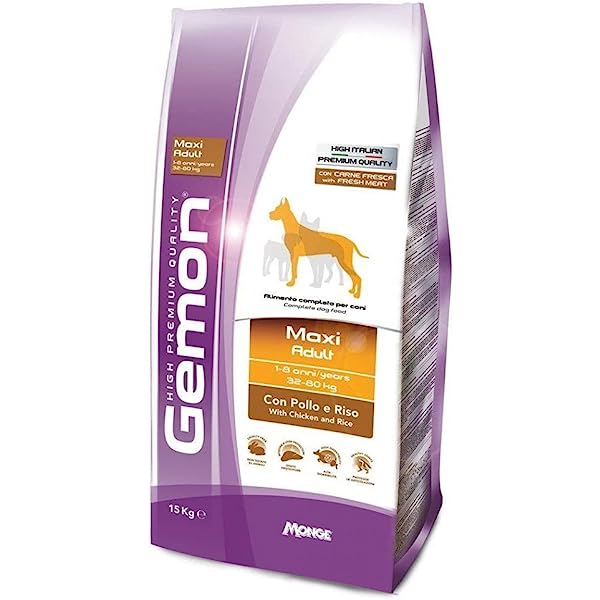 Maxi
Adult
1-8 anni/years
32-80 kg
HIGH PREMIUM QUALITY
Gemon®
15 Kg e
HIGH ITALIAN
PREMIUM QUALITY
CON CARNE FRESCA
with FRESH MEAT
Alimento completo per cani
Complete dog food
Maxi
Adult
1-8 anni/years
32-80 kg
Con Pollo e Riso
With Chicken and Rice
MONGE